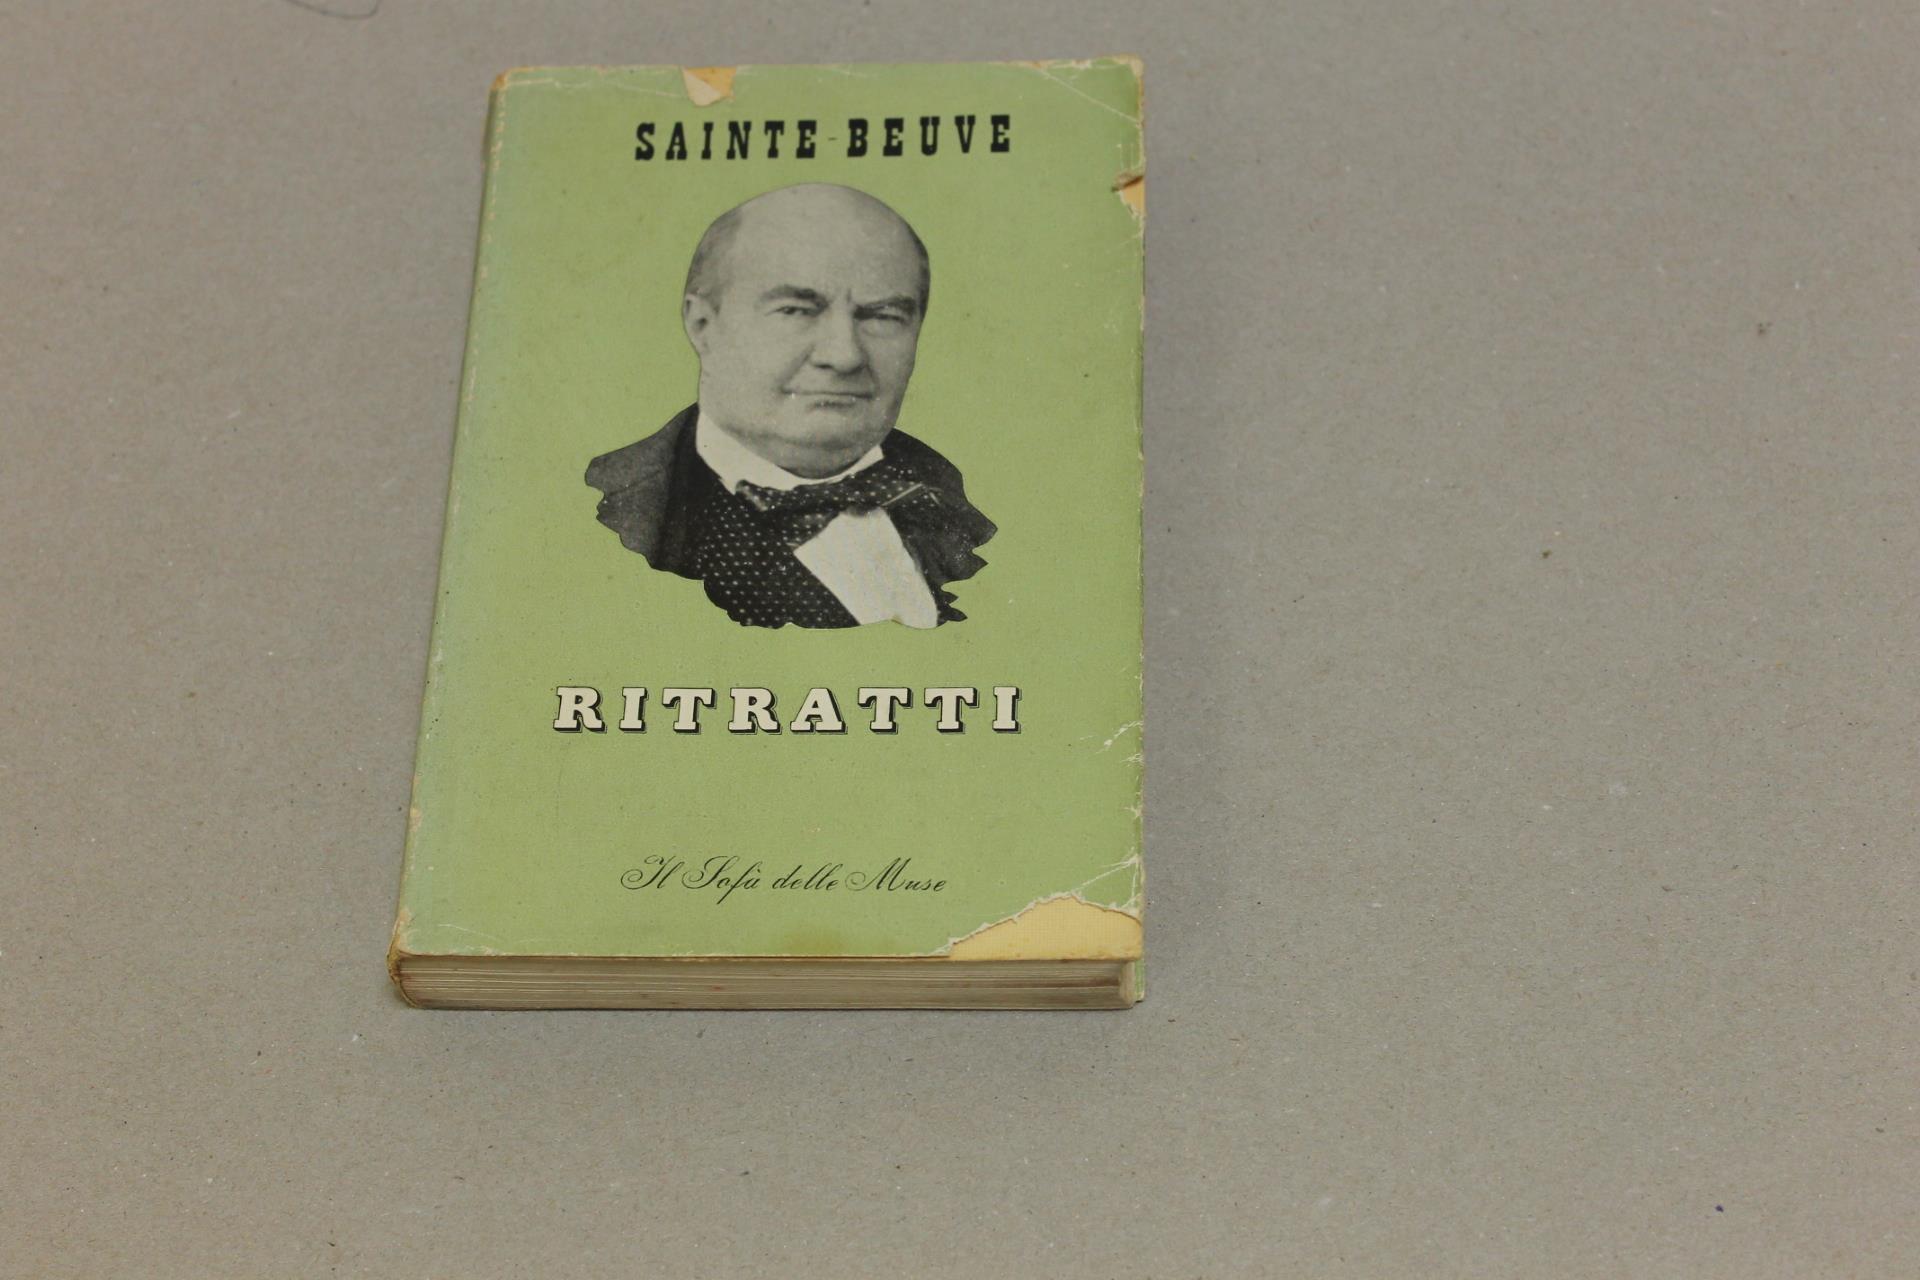 SAINTE-BEUVE
RITRATTI
Il Sofà delle Muse